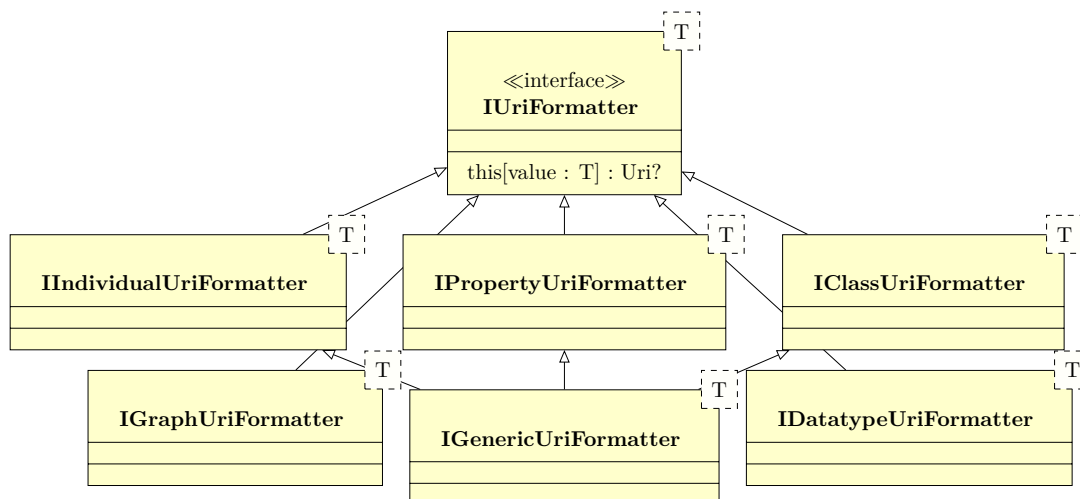 T
≪interface≫
IUriFormatter
this[value : T] : Uri?
T
IIndividualUriFormatter
T
IPropertyUriFormatter
T
IClassUriFormatter
T
IGraphUriFormatter
T
IGenericUriFormatter
T
IDatatypeUriFormatter